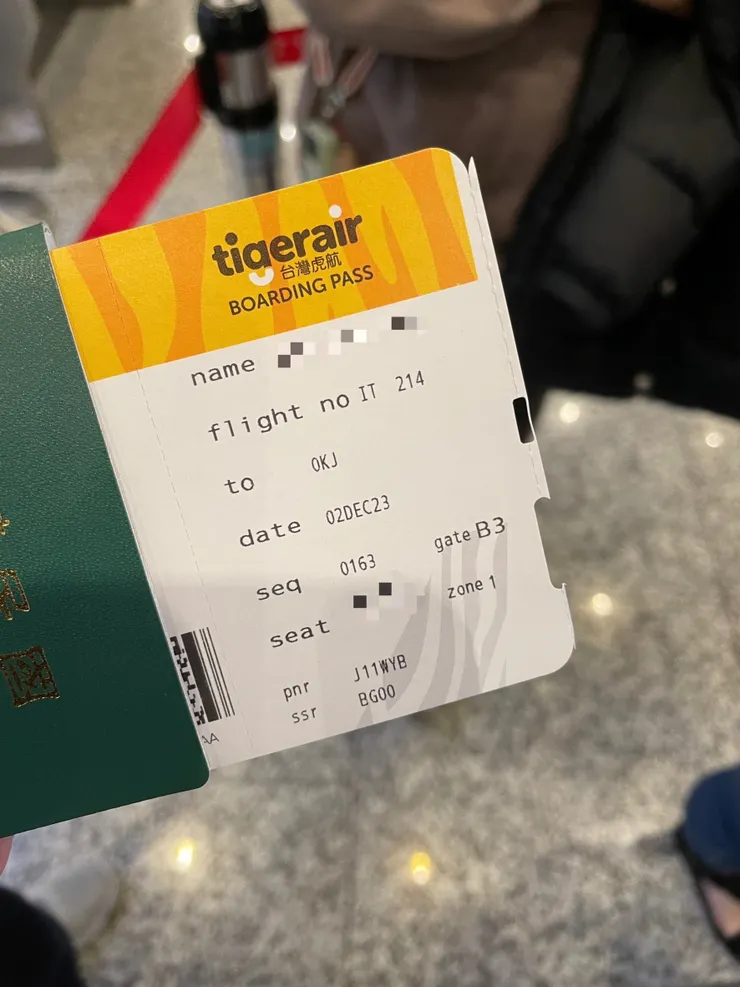 tigerair
台灣虎航
BOARDING PASS
name
flight no IT 214
to OKJ
date 02DEC23
seq 0163 gate B3
seat zone 1
pnr J11WYB
ssr BG00
AA